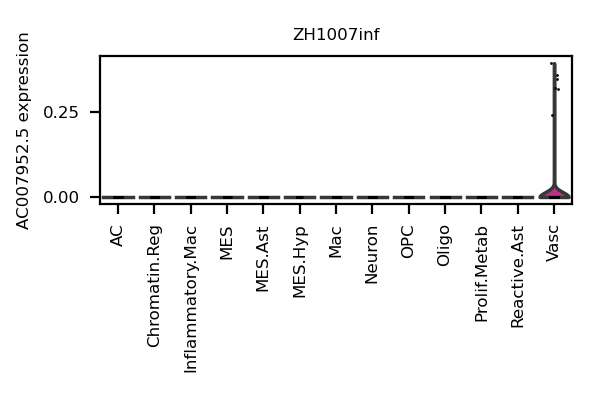 ZH1007inf
AC007952.5 expression
0.25
0.00
AC
Chromatin.Reg
Inflammatory.Mac
MES
MES.Ast
MES.Hyp
Mac
Neuron
OPC
Oligo
Prolif.Metab
Reactive.Ast
Vasc